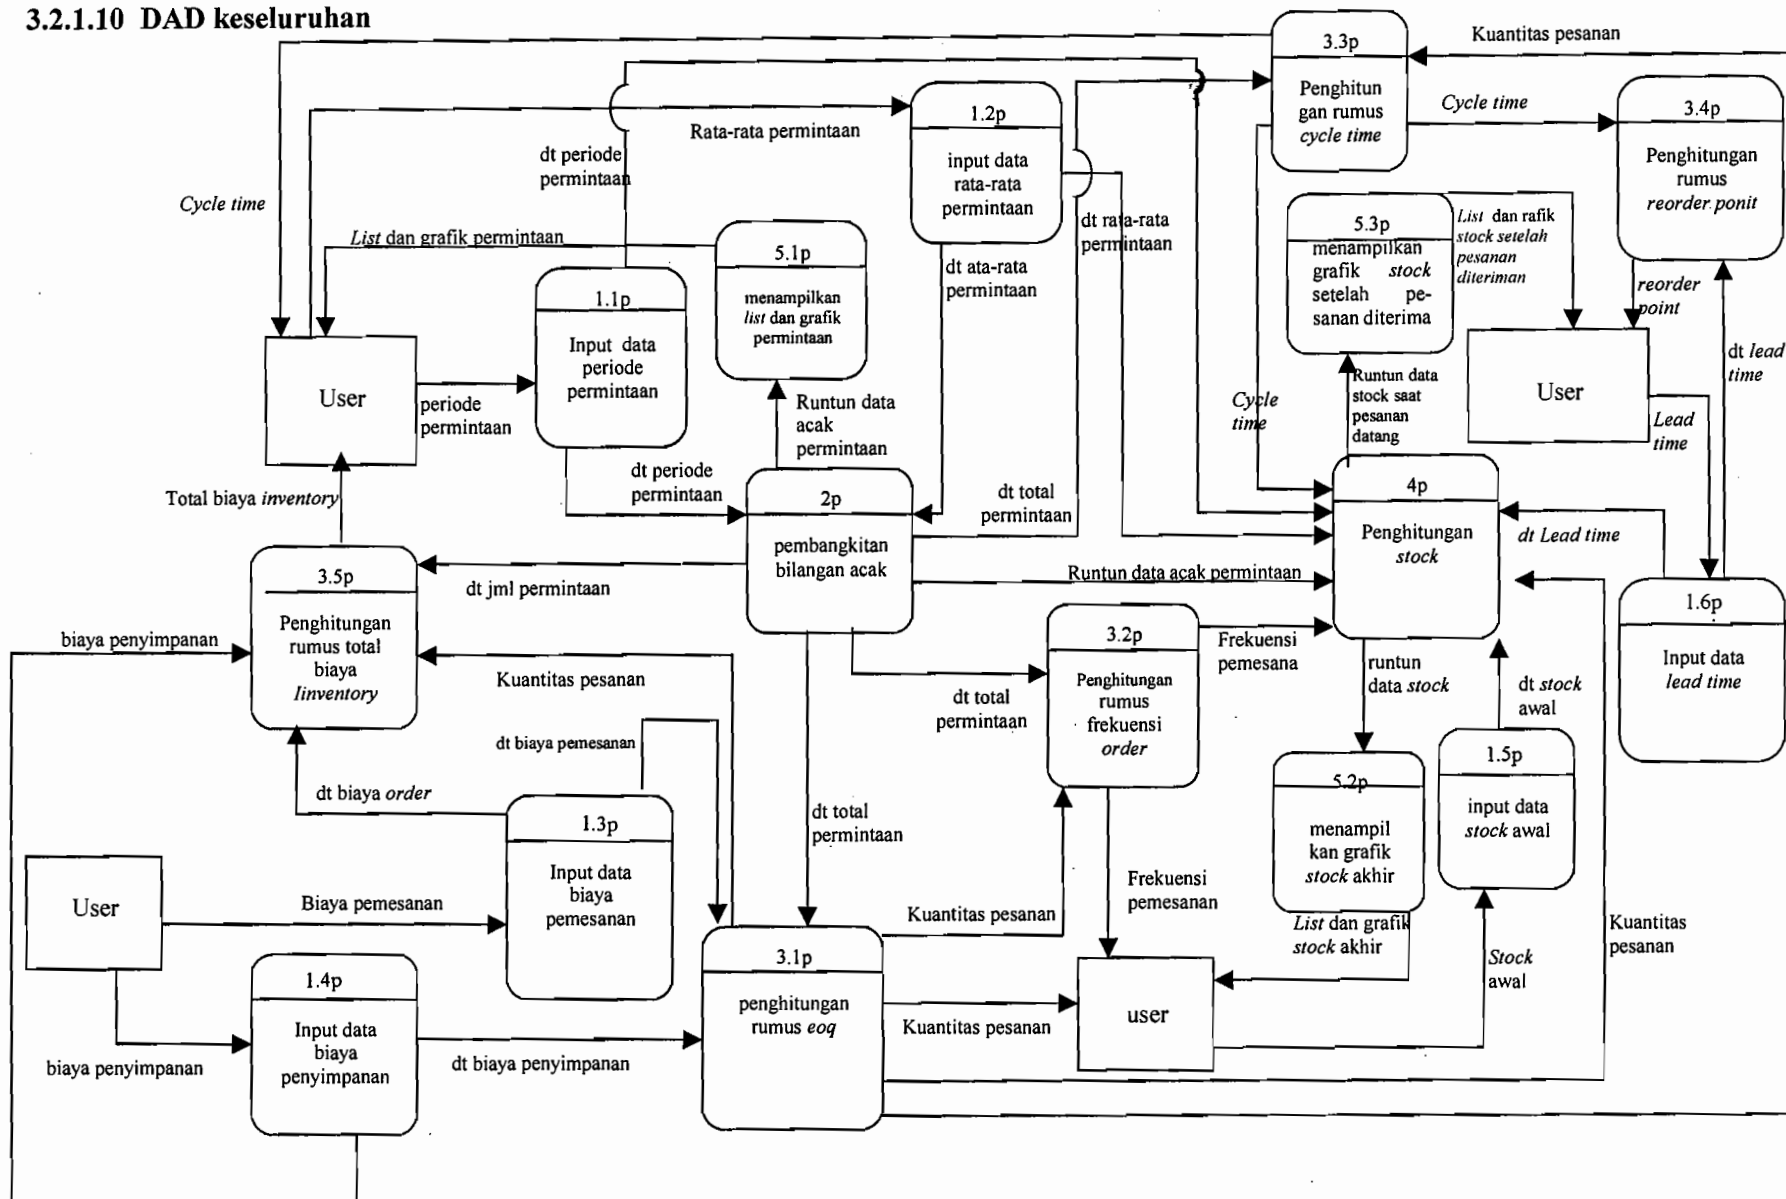 3.2.1.10 DAD keseluruhan
3.3p
Penghitun
gan rumus
cycle time
Kuantitas pesanan
Cycle time
3.4p
Penghitungan
rumus
reorder ponit
1.2p
input data
rata-rata
permintaan
Rata-rata permintaan
dt periode
permintaan
Cycle time
List dan grafik permintaan
5.1p
menampilkan
list dan grafik
permintaan
dt ata-rata
permintaan
dt rata-rata
permintaan
5.3p
menampilkan
grafik stock
setelah pe-
sanan diterima
List dan rafik
stock setelah
pesanan
diteriman
reorder
point
dt lead
time
1.1p
Input data
periode
permintaan
User
periode
permintaan
Runtun data
acak
permintaan
Cycle
time
Runtun data
stock saat
pesanan
datang
User
Lead
time
Total biaya inventory
dt periode
permintaan
2p
pembangkitan
bilangan acak
dt total
permintaan
4p
Penghitungan
stock
dt Lead time
3.5p
Penghitungan
rumus total
biaya
Iinventory
dt jml permintaan
Runtun data acak permintaan
1.6p
Input data
lead time
biaya penyimpanan
Kuantitas pesanan
3.2p
Penghitungan
rumus
frekuensi
order
Frekuensi
pemesana
runtun
data stock
dt stock
awal
dt total
permintaan
dt biaya pemesanan
dt biaya order
1.3p
Input data
biaya
pemesanan
dt total
permintaan
5.2p
menampil
kan grafik
stock akhir
1.5p
input data
stock awal
User
Biaya pemesanan
Kuantitas pesanan
Frekuensi
pemesanan
List dan grafik
stock akhir
Stock
awal
Kuantitas
pesanan
1.4p
Input data
biaya
penyimpanan
3.1p
penghitungan
rumus eoq
Kuantitas pesanan
user
biaya penyimpanan
dt biaya penyimpanan